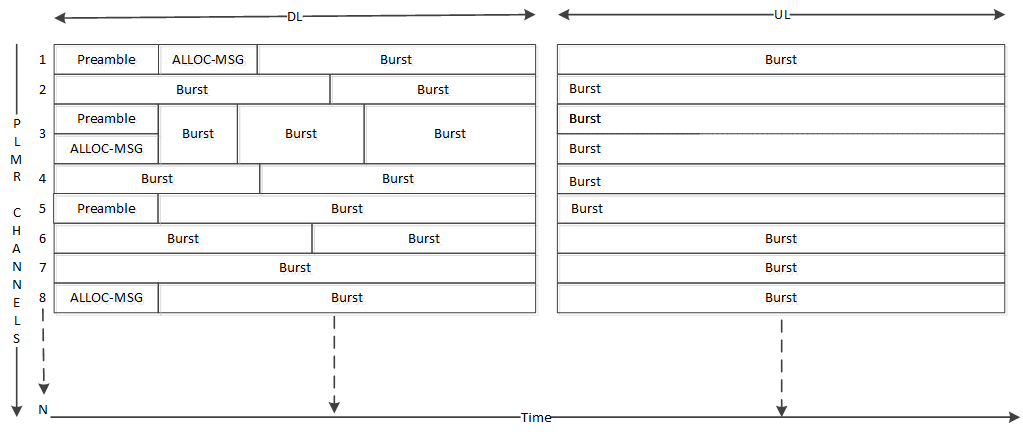 DL UL
1 Preamble ALLOC-MSG Burst Burst
2 Burst Burst Burst
Preamble Burst
3 Burst Burst Burst
ALLOC-MSG Burst
4 Burst Burst Burst
5 Preamble Burst Burst
6 Burst Burst Burst
7 Burst Burst
8 ALLOC-MSG Burst Burst
PLMR CHANNELS
N
Time